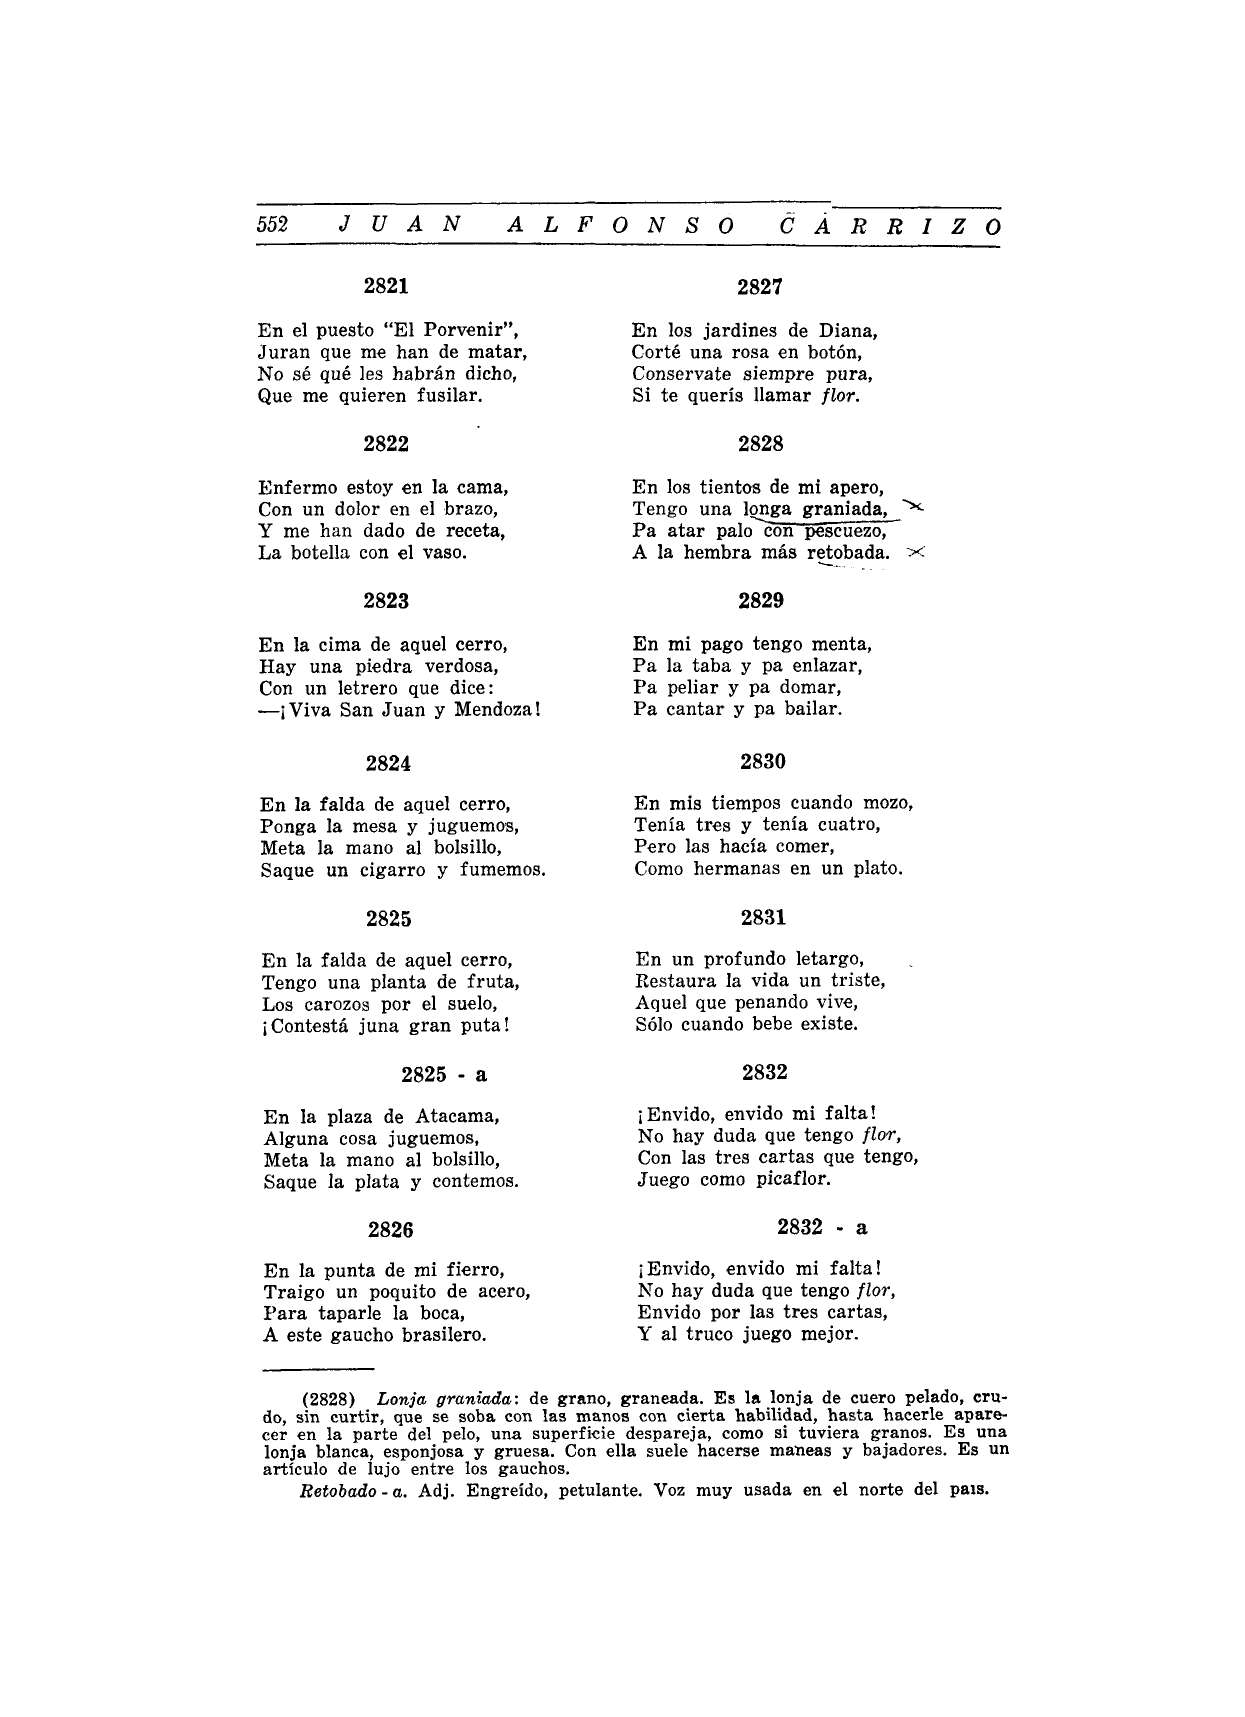 552 JUAN ALFONSO CARRIZO
2821
En el puesto “El Porvenir”,
Juran que me han de matar,
No sé qué les habrán dicho,
Que me quieren fusilar.
2822
Enfermo estoy en la cama,
Con un dolor en el brazo,
Y me han dado de receta,
La botella con el vaso.
2823
En la cima de aquel cerro,
Hay una piedra verdosa,
Con un letrero que dice:
—¡Viva San Juan y Mendoza!
2824
En la falda de aquel cerro,
Ponga la mesa y juguemos,
Meta la mano al bolsillo,
Saque un cigarro y fumemos.
2825
En la falda de aquel cerro,
Tengo una planta de fruta,
Los carozos por el suelo,
¡Contestá juna gran puta!
2825 - a
En la plaza de Atacama,
Alguna cosa juguemos,
Meta la mano al bolsillo,
Saque la plata y contemos.
2826
En la punta de mi fierro,
Traigo un poquito de acero,
Para taparle la boca,
A este gaucho brasilero.
2827
En los jardines de Diana,
Corté una rosa en botón,
Conservate siempre pura,
Si te querís llamar flor.
2828
En los tientos de mi apero,
Tengo una longa graniada,
Pa atar palo con pescuezo,
A la hembra más retobada.
2829
En mi pago tengo menta,
Pa la taba y pa enlazar,
Pa peliar y pa domar,
Pa cantar y pa bailar.
2830
En mis tiempos cuando mozo,
Tenía tres y tenía cuatro,
Pero las hacía comer,
Como hermanas en un plato.
2831
En un profundo letargo,
Restaura la vida un triste,
Aquel que penando vive,
Sólo cuando bebe existe.
2832
¡Envido, envido mi falta!
No hay duda que tengo flor,
Con las tres cartas que tengo,
Juego como picaflor.
2832 - a
¡Envido, envido mi falta!
No hay duda que tengo flor,
Envido por las tres cartas,
Y al truco juego mejor.
(2828) Lonja graniada: de grano, graneada. Es la lonja de cuero pelado, cru-
do, sin curtir, que se soba con las manos con cierta habilidad, hasta hacerle apare-
cer en la parte del pelo, una superficie despareja, como si tuviera granos. Es una
lonja blanca, esponjosa y gruesa. Con ella suele hacerse maneas y bajadores. Es un
artículo de lujo entre los gauchos.
Retobado - a. Adj. Engreído, petulante. Voz muy usada en el norte del país.